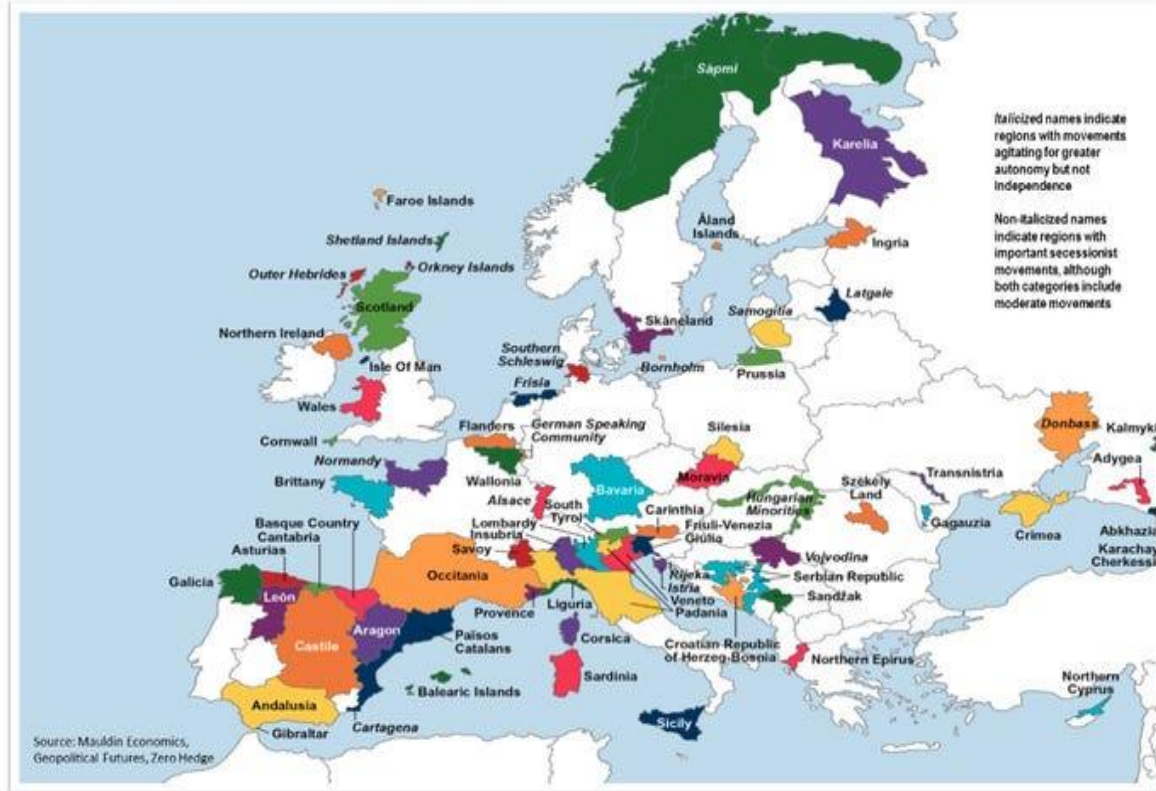 Sàpmi
Karelia
Italicized names indicate
regions with movements
agitating for greater
autonomy but not
independence
Non-italicized names
indicate regions with
important secessionist
movements, although
both categories include
moderate movements
Faroe Islands
Shetland Islands
Åland
Islands
Ingria
Outer Hebrides
Orkney Islands
Scotland
Latgale
Samogitia
Skåneland
Northern Ireland
Isle Of Man
Southern
Schleswig
Bornholm
Prussia
Frisia
Wales
Cornwall
Flanders
German Speaking
Community
Silesia
Donbass
Kalmyki
Normandy
Wallonia
Moravia
Adygea
Brittany
Alsace
Bavaria
Transnistria
South
Tyrol
Hungarian
Minorities
Székely
Land
Carinthia
Gagauzia
Crimea
Abkhazia
Karachay
Cherkessi
Basque Country
Cantabria
Asturias
Lombardy
Insubria
Friuli-Venezia
Giúlia
Savoy
Vojvodina
Galicia
León
Occitania
Rijeka
Istria
Serbian Republic
Sandžak
Provence
Liguria
Veneto
Padania
Aragon
Castile
Països
Catalans
Corsica
Croatian Republic
of Herzeg-Bosnia
Northern Epirus
Sardinia
Balearic Islands
Northern
Cyprus
Andalusia
Cartagena
Sicily
Gibraltar
Source: Mauldin Economics,
Geopolitical Futures, Zero Hedge